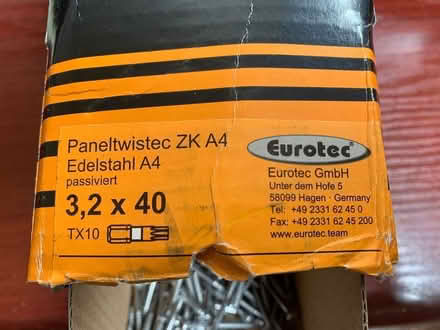 Paneltwistec ZK A4
Edelstahl A4
passiviert
3,2 x 40
TX10
Eurotec®
Eurotec GmbH
Unter dem Hofe 5
58099 Hagen · Germany
Tel.: +49 2331 62 45 0
Fax: +49 2331 62 45 200
www.eurotec.team